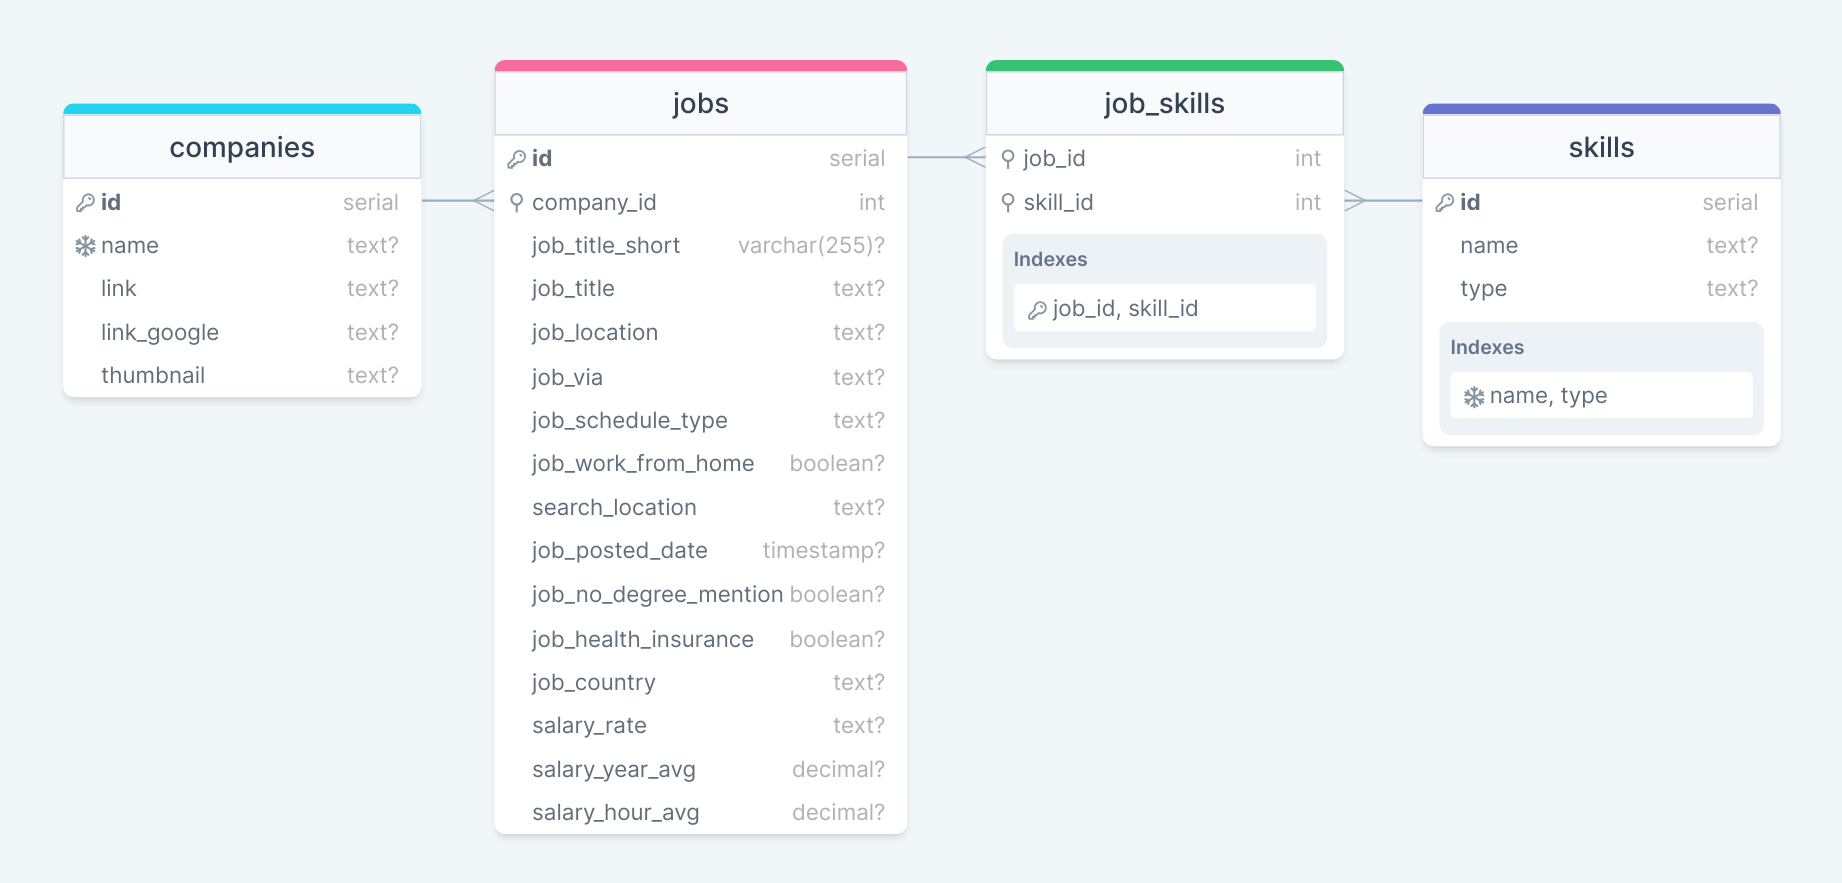 companies
id serial
name text?
link text?
link_google text?
thumbnail text?
jobs
id serial
company_id int
job_title_short varchar(255)?
job_title text?
job_location text?
job_via text?
job_schedule_type text?
job_work_from_home boolean?
search_location text?
job_posted_date timestamp?
job_no_degree_mention boolean?
job_health_insurance boolean?
job_country text?
salary_rate text?
salary_year_avg decimal?
salary_hour_avg decimal?
job_skills
job_id int
skill_id int
Indexes
job_id, skill_id
skills
id serial
name text?
type text?
Indexes
name, type